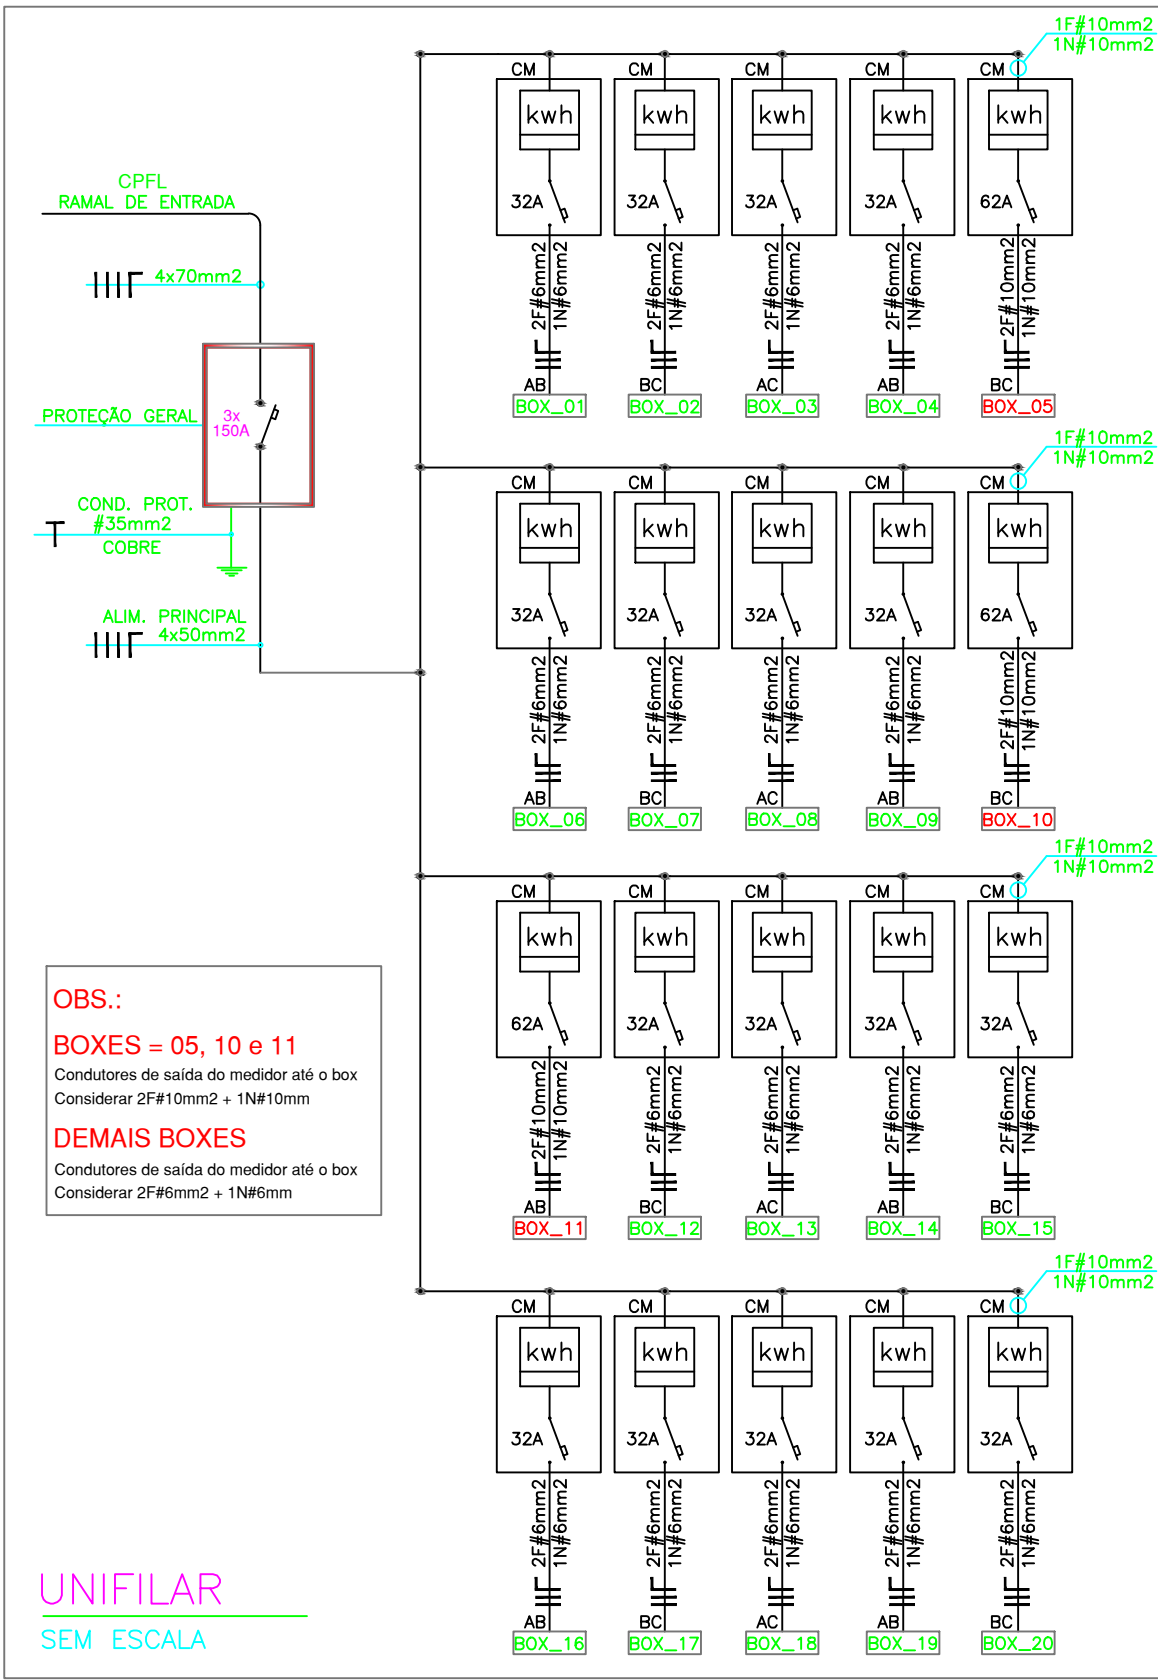 1F#10mm2
1N#10mm2
CM CM CM CM CM
kwh kwh kwh kwh kwh
32A 32A 32A 32A 62A
2F#6mm2 1N#6mm2 2F#6mm2 1N#6mm2 2F#6mm2 1N#6mm2 2F#6mm2 1N#6mm2 2F#10mm2 1N#10mm2
AB BC AC AB BC
BOX_01 BOX_02 BOX_03 BOX_04 BOX_05
CPFL
RAMAL DE ENTRADA
4x70mm2
PROTEÇÃO GERAL
3x
150A
COND. PROT.
#35mm2
COBRE
ALIM. PRINCIPAL
4x50mm2
1F#10mm2
1N#10mm2
CM CM CM CM CM
kwh kwh kwh kwh kwh
32A 32A 32A 32A 62A
2F#6mm2 1N#6mm2 2F#6mm2 1N#6mm2 2F#6mm2 1N#6mm2 2F#6mm2 1N#6mm2 2F#10mm2 1N#10mm2
AB BC AC AB BC
BOX_06 BOX_07 BOX_08 BOX_09 BOX_10
1F#10mm2
1N#10mm2
CM CM CM CM CM
kwh kwh kwh kwh kwh
62A 32A 32A 32A 32A
2F#10mm2 1N#10mm2 2F#6mm2 1N#6mm2 2F#6mm2 1N#6mm2 2F#6mm2 1N#6mm2 2F#6mm2 1N#6mm2
AB BC AC AB BC
BOX_11 BOX_12 BOX_13 BOX_14 BOX_15
OBS.:
BOXES = 05, 10 e 11
Condutores de saída do medidor até o box
Considerar 2F#10mm2 + 1N#10mm
DEMAIS BOXES
Condutores de saída do medidor até o box
Considerar 2F#6mm2 + 1N#6mm
1F#10mm2
1N#10mm2
CM CM CM CM CM
kwh kwh kwh kwh kwh
32A 32A 32A 32A 32A
2F#6mm2 1N#6mm2 2F#6mm2 1N#6mm2 2F#6mm2 1N#6mm2 2F#6mm2 1N#6mm2 2F#6mm2 1N#6mm2
AB BC AC AB BC
BOX_16 BOX_17 BOX_18 BOX_19 BOX_20
UNIFILAR
SEM ESCALA